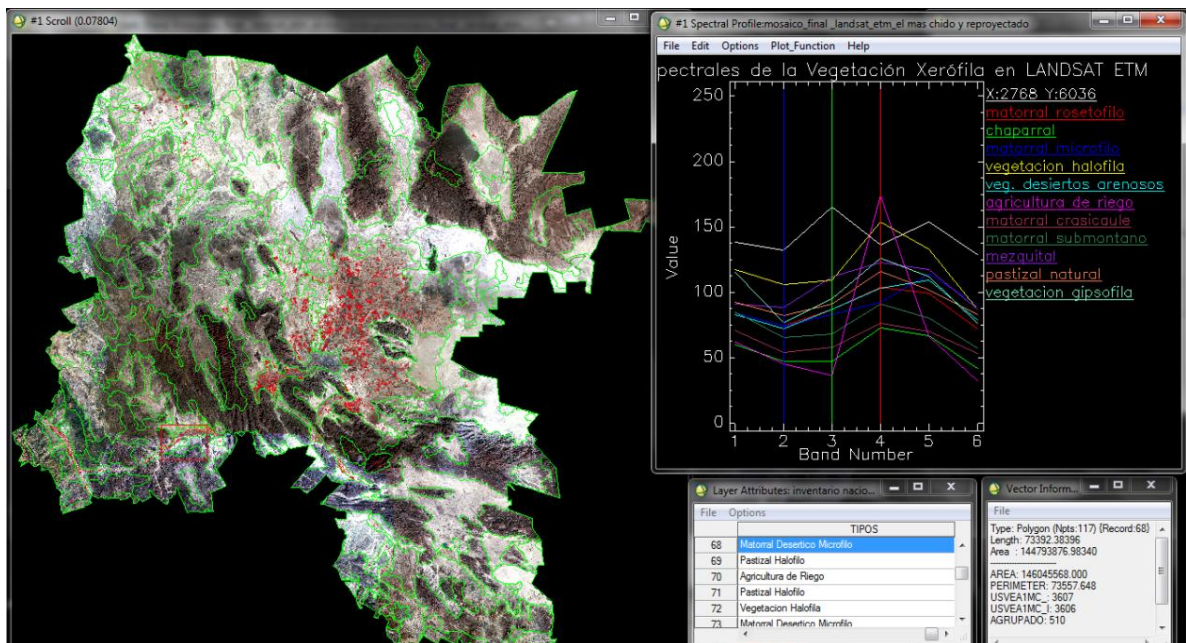 #1 Scroll (0.07804)
#1 Spectral Profile:mosaico_final _landsat_etm_el mas chido y reproyectado
File Edit Options Plot_Function Help
pectrales de la Vegetación Xerófila en LANDSAT ETM
X:2768 Y:6036
matorral rosetofilo
chaparral
matorral microfilo
vegetacion halofila
veg. desiertos arenosos
agricultura de riego
matorral crasicaule
matorral submontano
mezquital
pastizal natural
vegetacion gipsofila
250
200
150
100
50
0
Value
1 2 3 4 5 6
Band Number
Layer Attributes: inventario nacio...
File Options
TIPOS
68 Matorral Desertico Microfilo
69 Pastizal Halofilo
70 Agricultura de Riego
71 Pastizal Halofilo
72 Vegetacion Halofila
73 Matorral Desertico Microfilo
Vector Inform...
File
Type: Polygon (Npts:117) {Record:68}
Length: 73392.38396
Area : 144793876.98340
--------------------
AREA: 146045568.000
PERIMETER: 73557.648
USVEA1MC_: 3607
USVEA1MC_I: 3606
AGRUPADO: 510